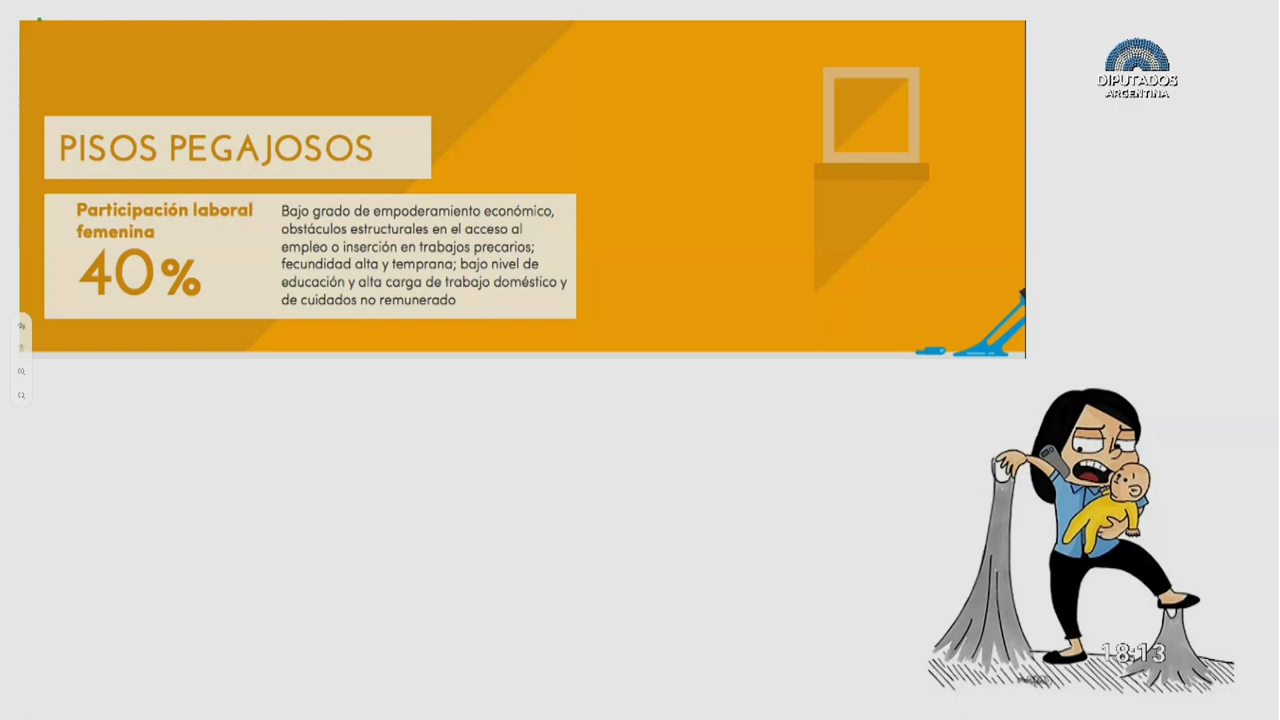 DIPUTADOS
ARGENTINA
PISOS PEGAJOSOS
Participación laboral
femenina
40%
Bajo grado de empoderamiento económico,
obstáculos estructurales en el acceso al
empleo o inserción en trabajos precarios;
fecundidad alta y temprana; bajo nivel de
educación y alta carga de trabajo doméstico y
de cuidados no remunerado
18:13